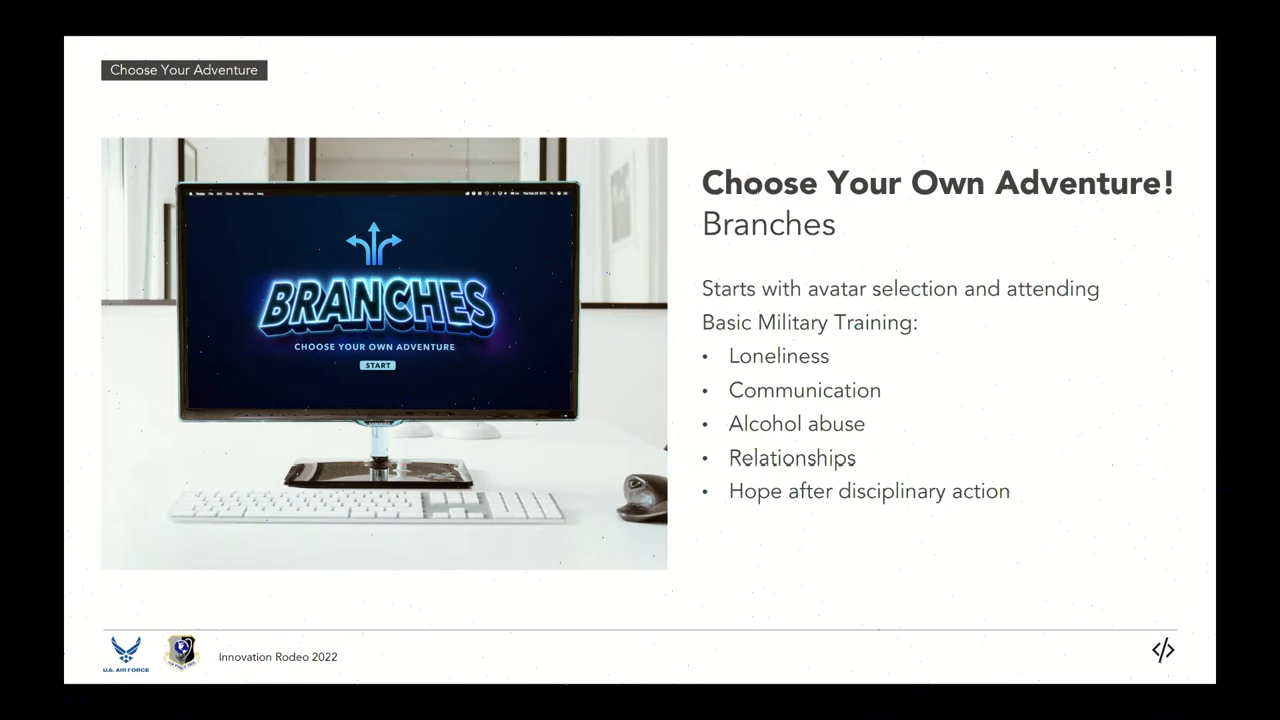 Choose Your Adventure
BRANCHES
CHOOSE YOUR OWN ADVENTURE
START
Choose Your Own Adventure!
Branches
Starts with avatar selection and attending
Basic Military Training:
• Loneliness
• Communication
• Alcohol abuse
• Relationships
• Hope after disciplinary action
U.S. AIR FORCE
Innovation Rodeo 2022